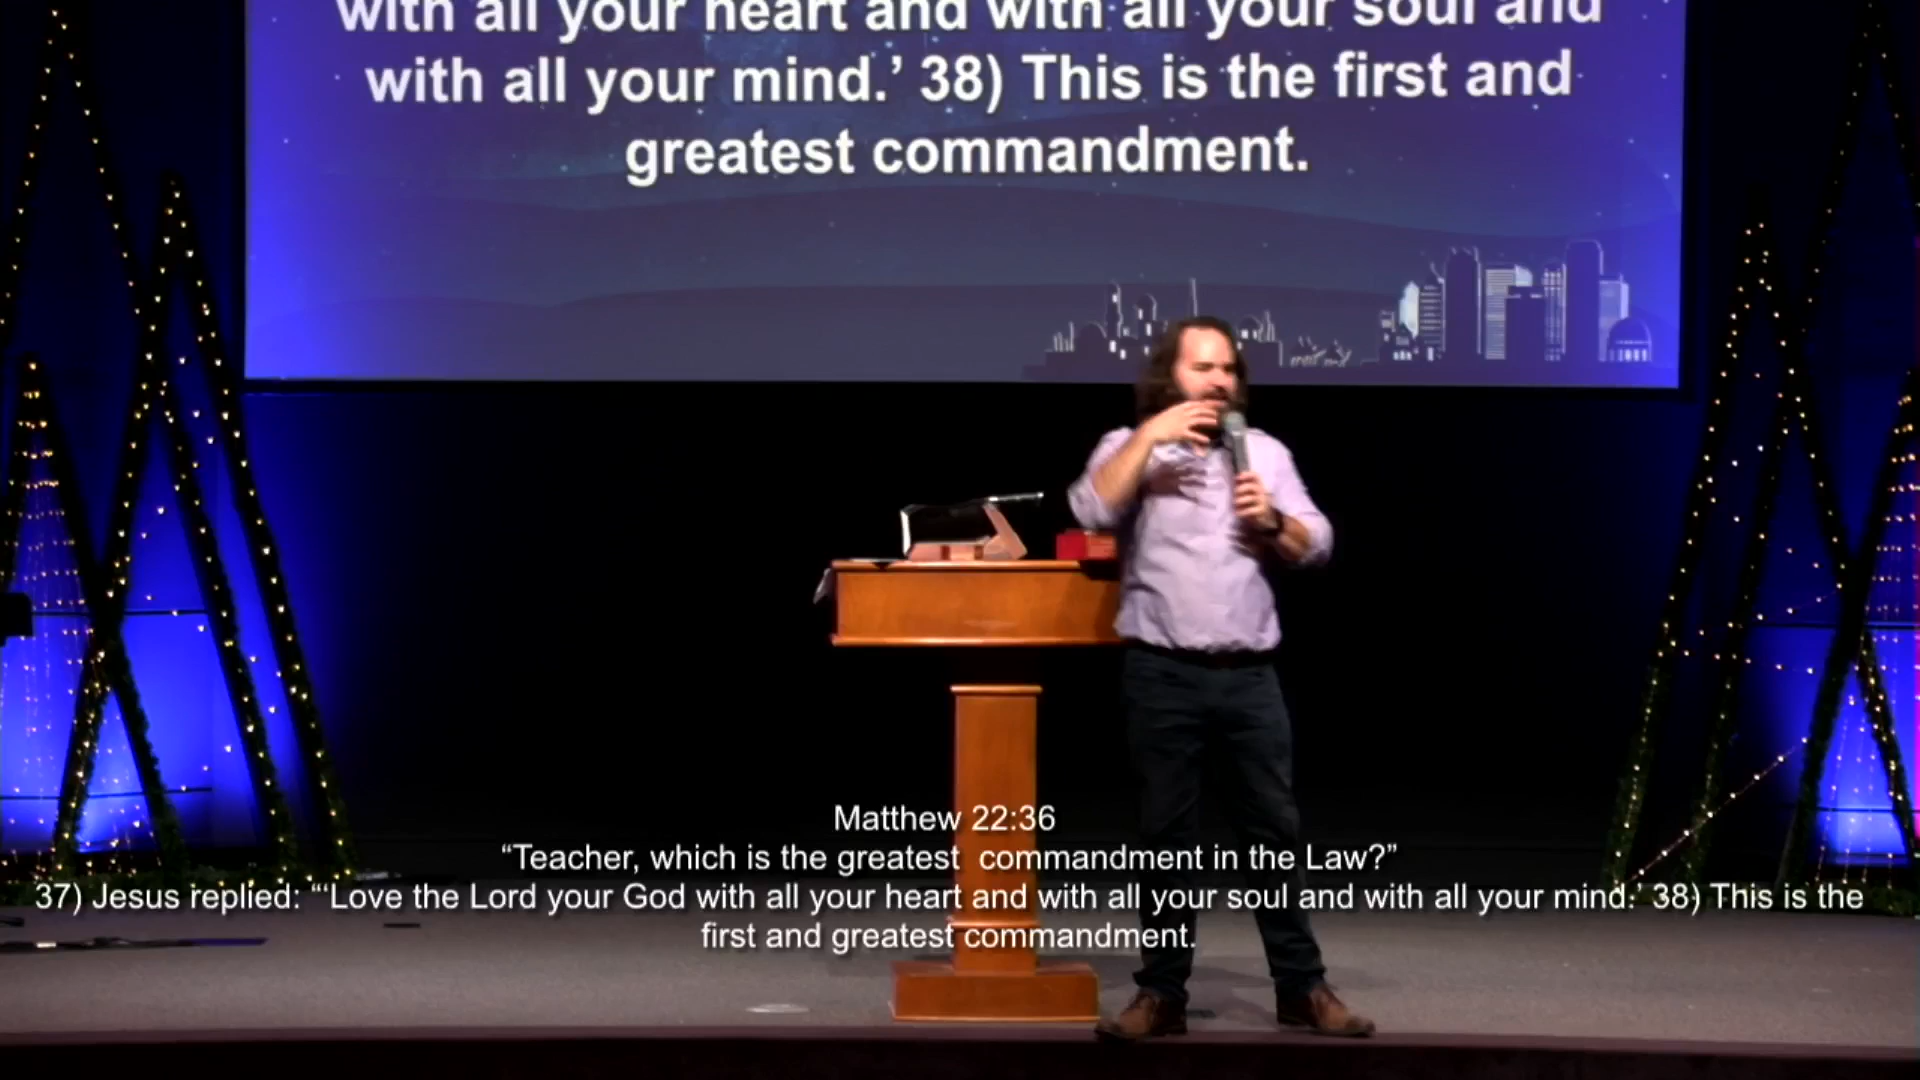 with all your heart and with all your soul and
with all your mind.’ 38) This is the first and
greatest commandment.
Matthew 22:36
“Teacher, which is the greatest  commandment in the Law?”
37) Jesus replied: “‘Love the Lord your God with all your heart and with all your soul and with all your mind.’ 38) This is the
first and greatest commandment.